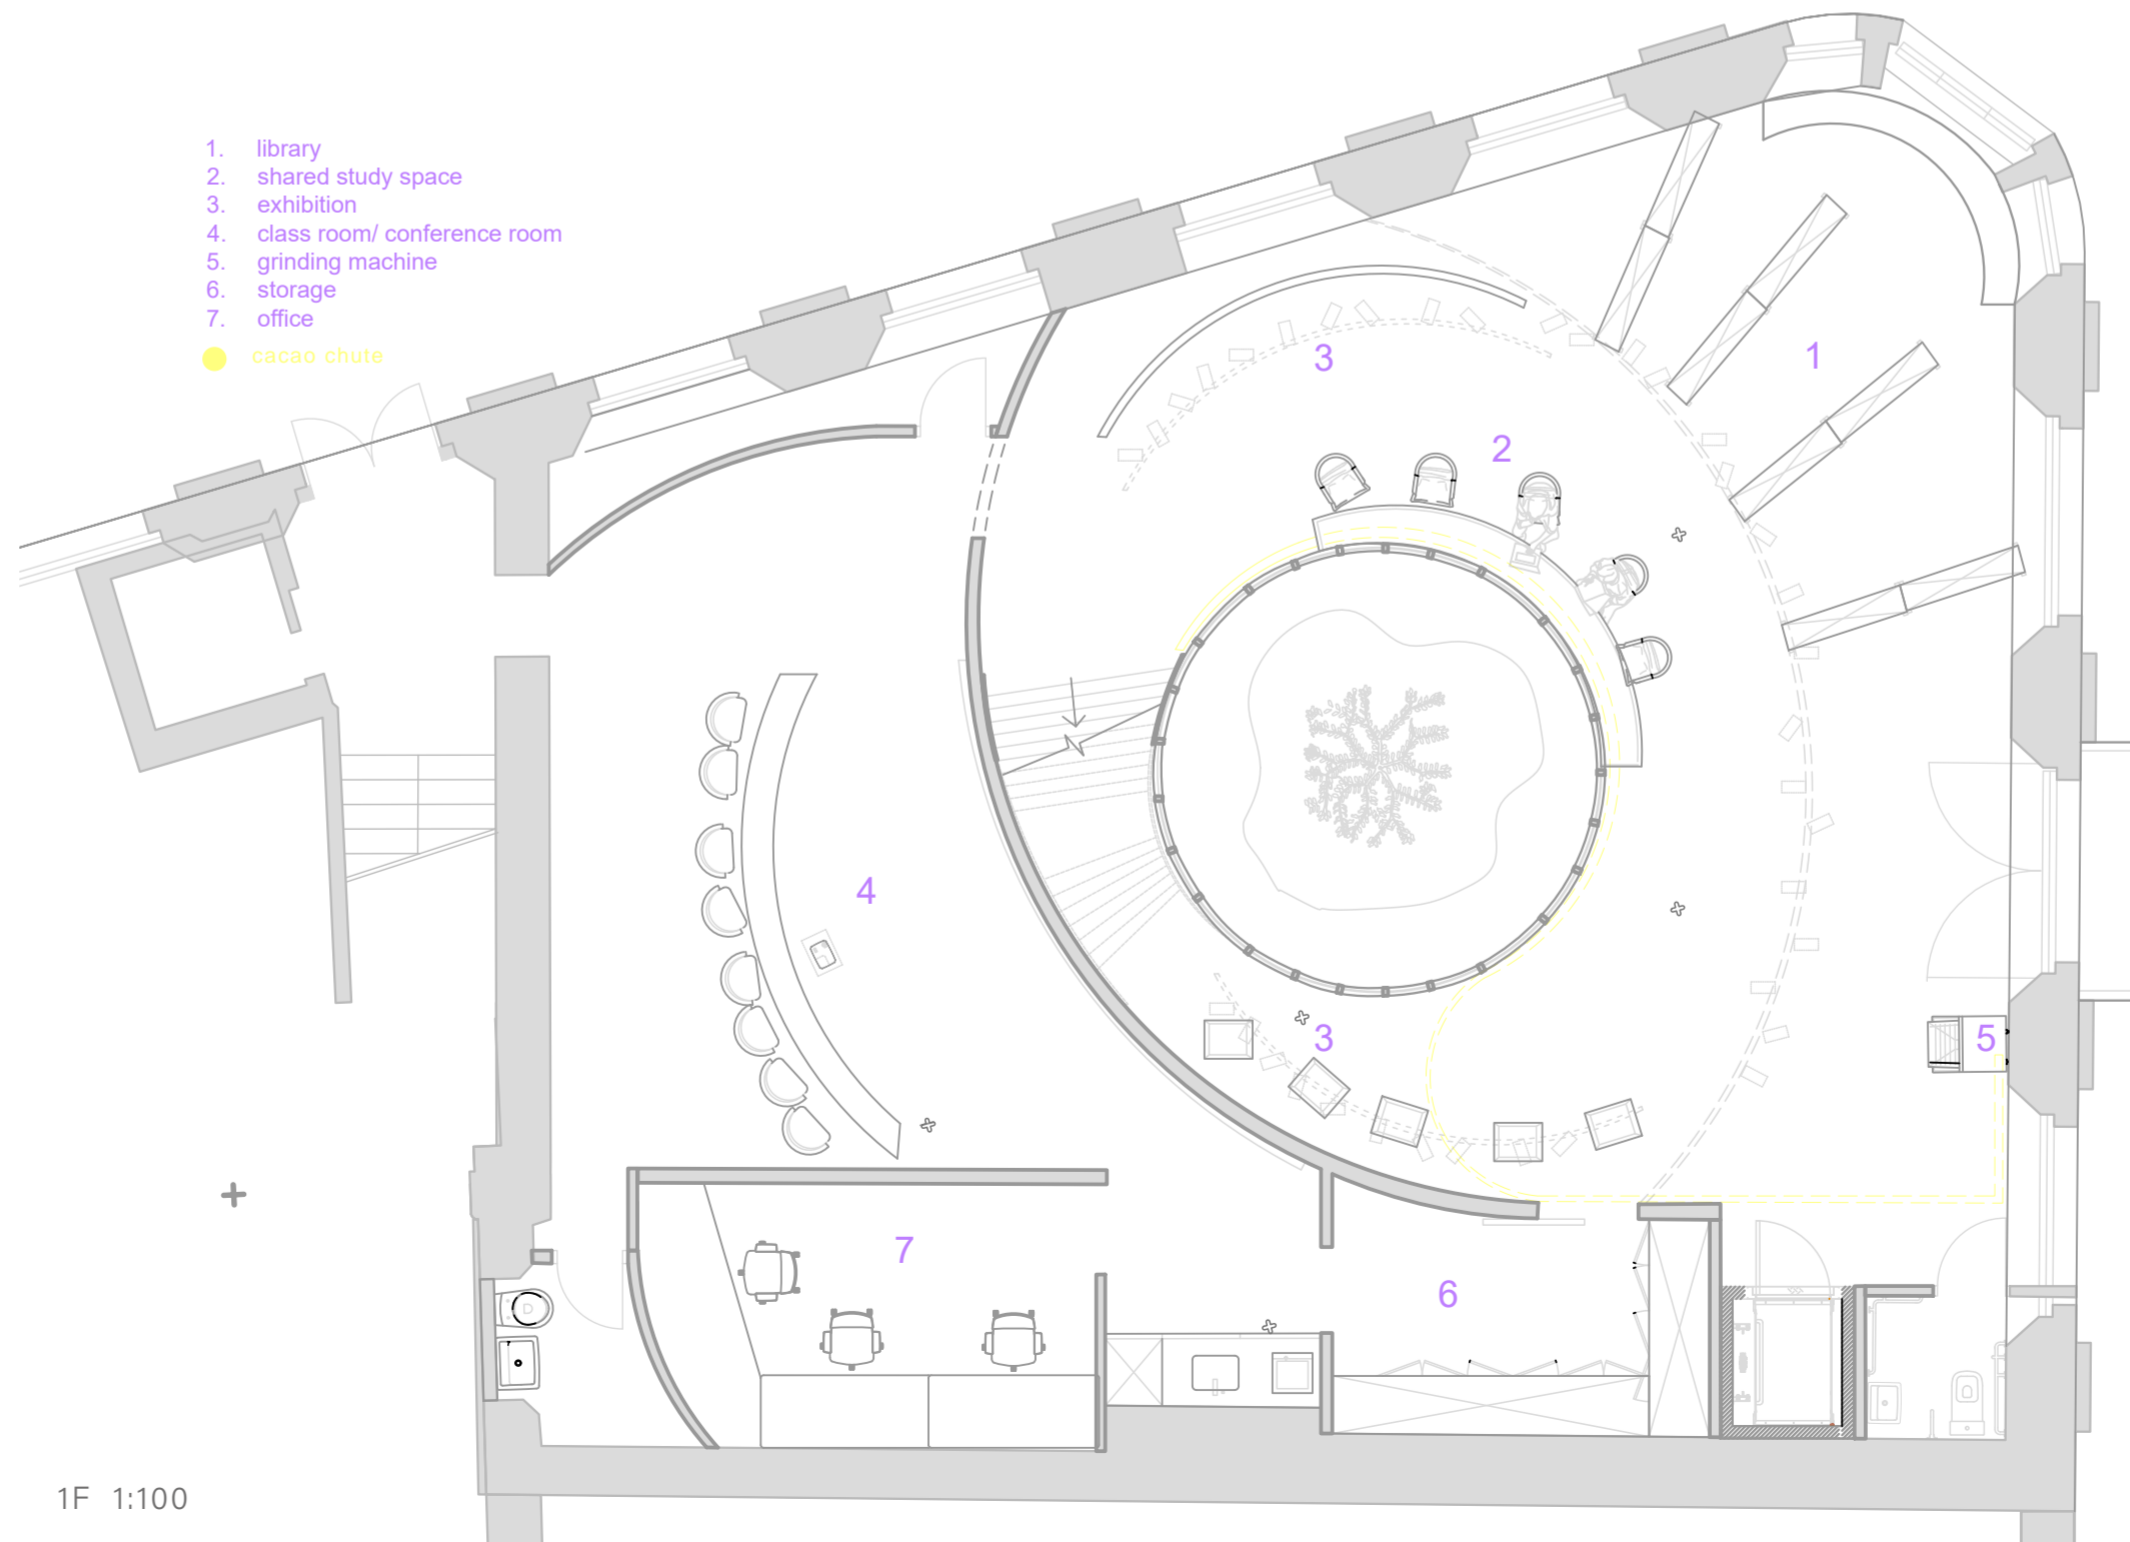 1. library
2. shared study space
3. exhibition
4. class room/ conference room
5. grinding machine
6. storage
7. office
cacao chute
3
1
2
4
3
5
7
6
1F 1:100